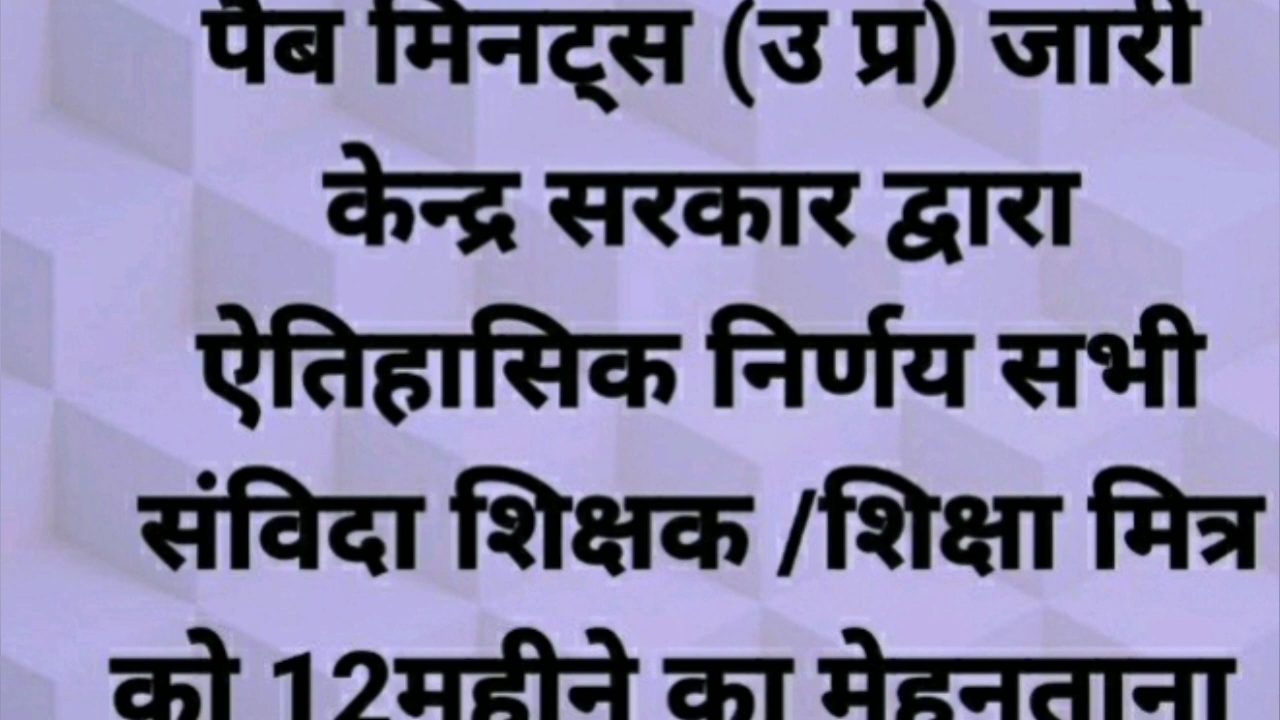 पैब मिनट्स (उ प्र) जारी
केन्द्र सरकार द्वारा
ऐतिहासिक निर्णय सभी
संविदा शिक्षक /शिक्षा मित्र
को 12महीने का मेहनताना